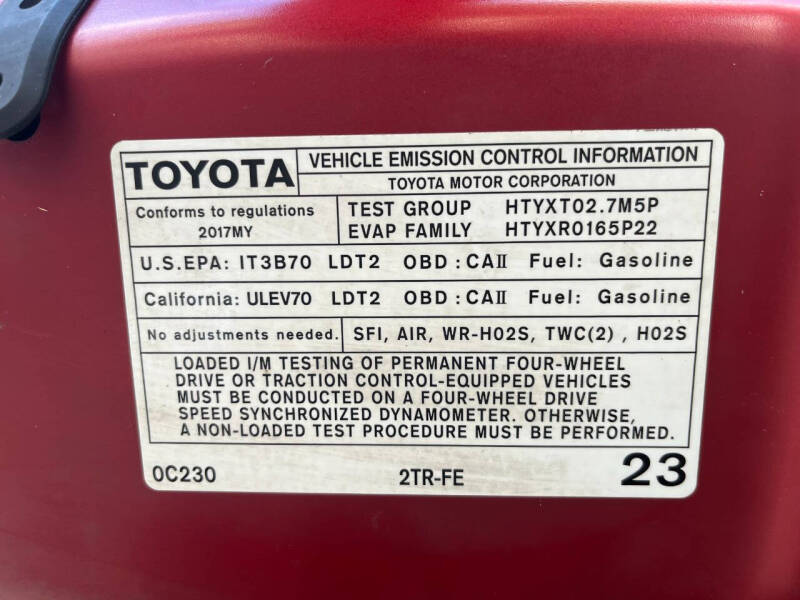 TOYOTA
VEHICLE EMISSION CONTROL INFORMATION
TOYOTA MOTOR CORPORATION
Conforms to regulations
2017MY
TEST GROUP HTYXT02.7M5P
EVAP FAMILY HTYXR0165P22
U.S.EPA: IT3B70 LDT2 OBD : CAII Fuel: Gasoline
California: ULEV70 LDT2 OBD : CAII Fuel: Gasoline
No adjustments needed.
SFI, AIR, WR-HO2S, TWC(2) , HO2S
LOADED I/M TESTING OF PERMANENT FOUR-WHEEL
DRIVE OR TRACTION CONTROL-EQUIPPED VEHICLES
MUST BE CONDUCTED ON A FOUR-WHEEL DRIVE
SPEED SYNCHRONIZED DYNAMOMETER. OTHERWISE,
A NON-LOADED TEST PROCEDURE MUST BE PERFORMED.
0C230 2TR-FE 23